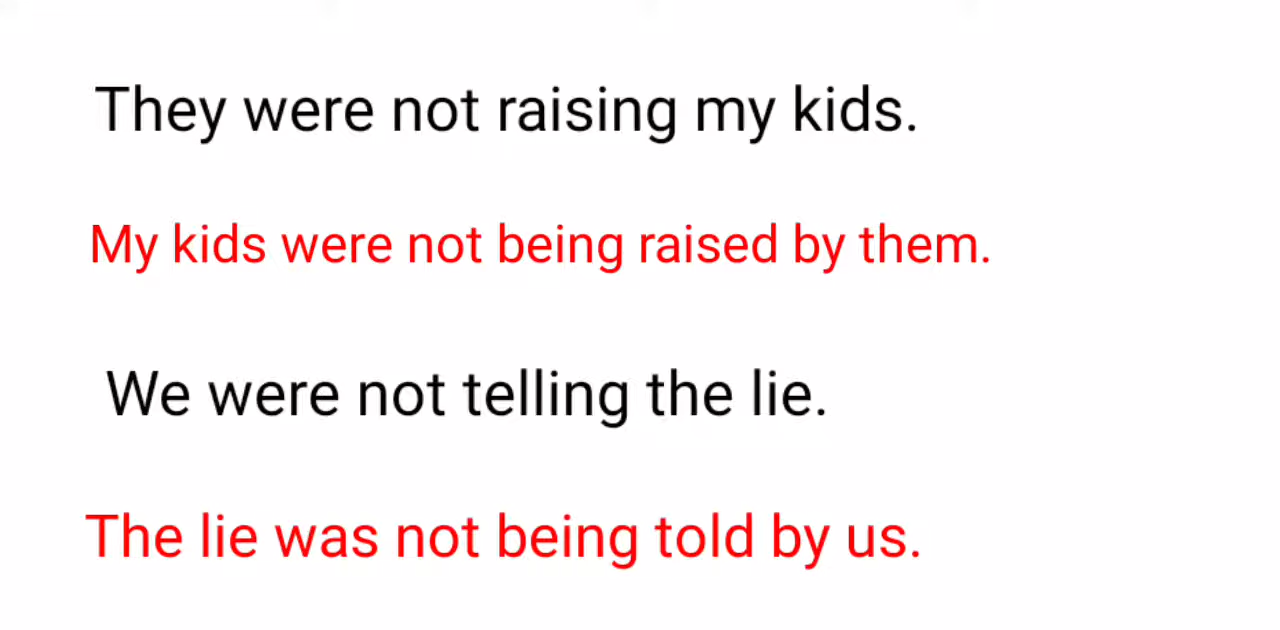 They were not raising my kids.
My kids were not being raised by them.
We were not telling the lie.
The lie was not being told by us.